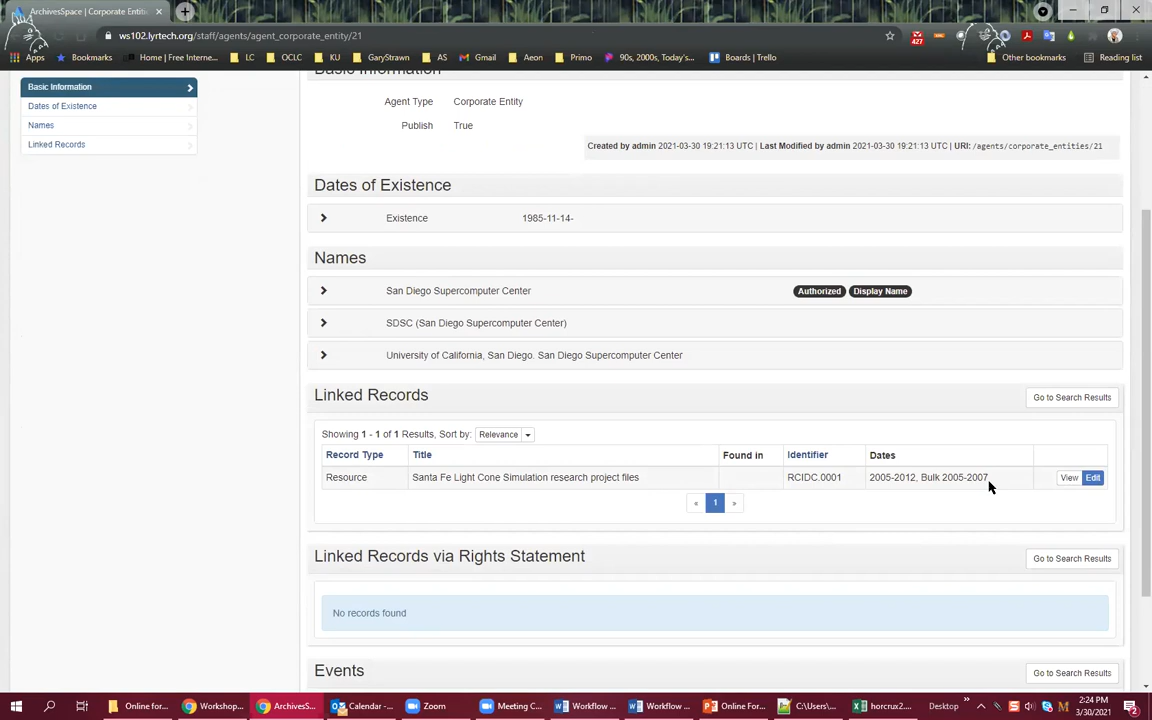 ArchivesSpace | Corporate Entiti
ws102.lyrtech.org/staff/agents/agent_corporate_entity/21
427
Apps Bookmarks Home | Free Interne... LC OCLC KU GaryStrawn AS Gmail Aeon Primo 90s, 2000s, Today's... Boards | Trello Other bookmarks Reading list
Basic Information
Dates of Existence
Names
Linked Records
Basic Information
Agent Type Corporate Entity
Publish True
Created by admin 2021-03-30 19:21:13 UTC | Last Modified by admin 2021-03-30 19:21:13 UTC | URI: /agents/corporate_entities/21
Dates of Existence
Existence 1985-11-14-
Names
San Diego Supercomputer Center Authorized Display Name
SDSC (San Diego Supercomputer Center)
University of California, San Diego. San Diego Supercomputer Center
Linked Records Go to Search Results
Showing 1 - 1 of 1 Results, Sort by: Relevance
Record Type Title Found in Identifier Dates
Resource Santa Fe Light Cone Simulation research project files RCIDC.0001 2005-2012, Bulk 2005-2007 View Edit
« 1 »
Linked Records via Rights Statement Go to Search Results
No records found
Events Go to Search Results
Online for... Workshop... ArchivesS... Calendar -... Zoom Meeting C... Workflow ... Workflow ... Online For... C:\Users\... horcrux2.... Desktop
2:24 PM
3/30/2021
2